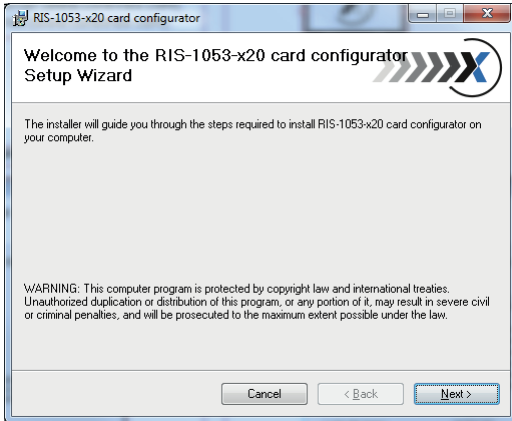 RIS-1053-x20 card configurator
Welcome to the RIS-1053-x20 card configurator
Setup Wizard
The installer will guide you through the steps required to install RIS-1053-x20 card configurator on
your computer.
WARNING: This computer program is protected by copyright law and international treaties.
Unauthorized duplication or distribution of this program, or any portion of it, may result in severe civil
or criminal penalties, and will be prosecuted to the maximum extent possible under the law.
Cancel
< Back
Next >